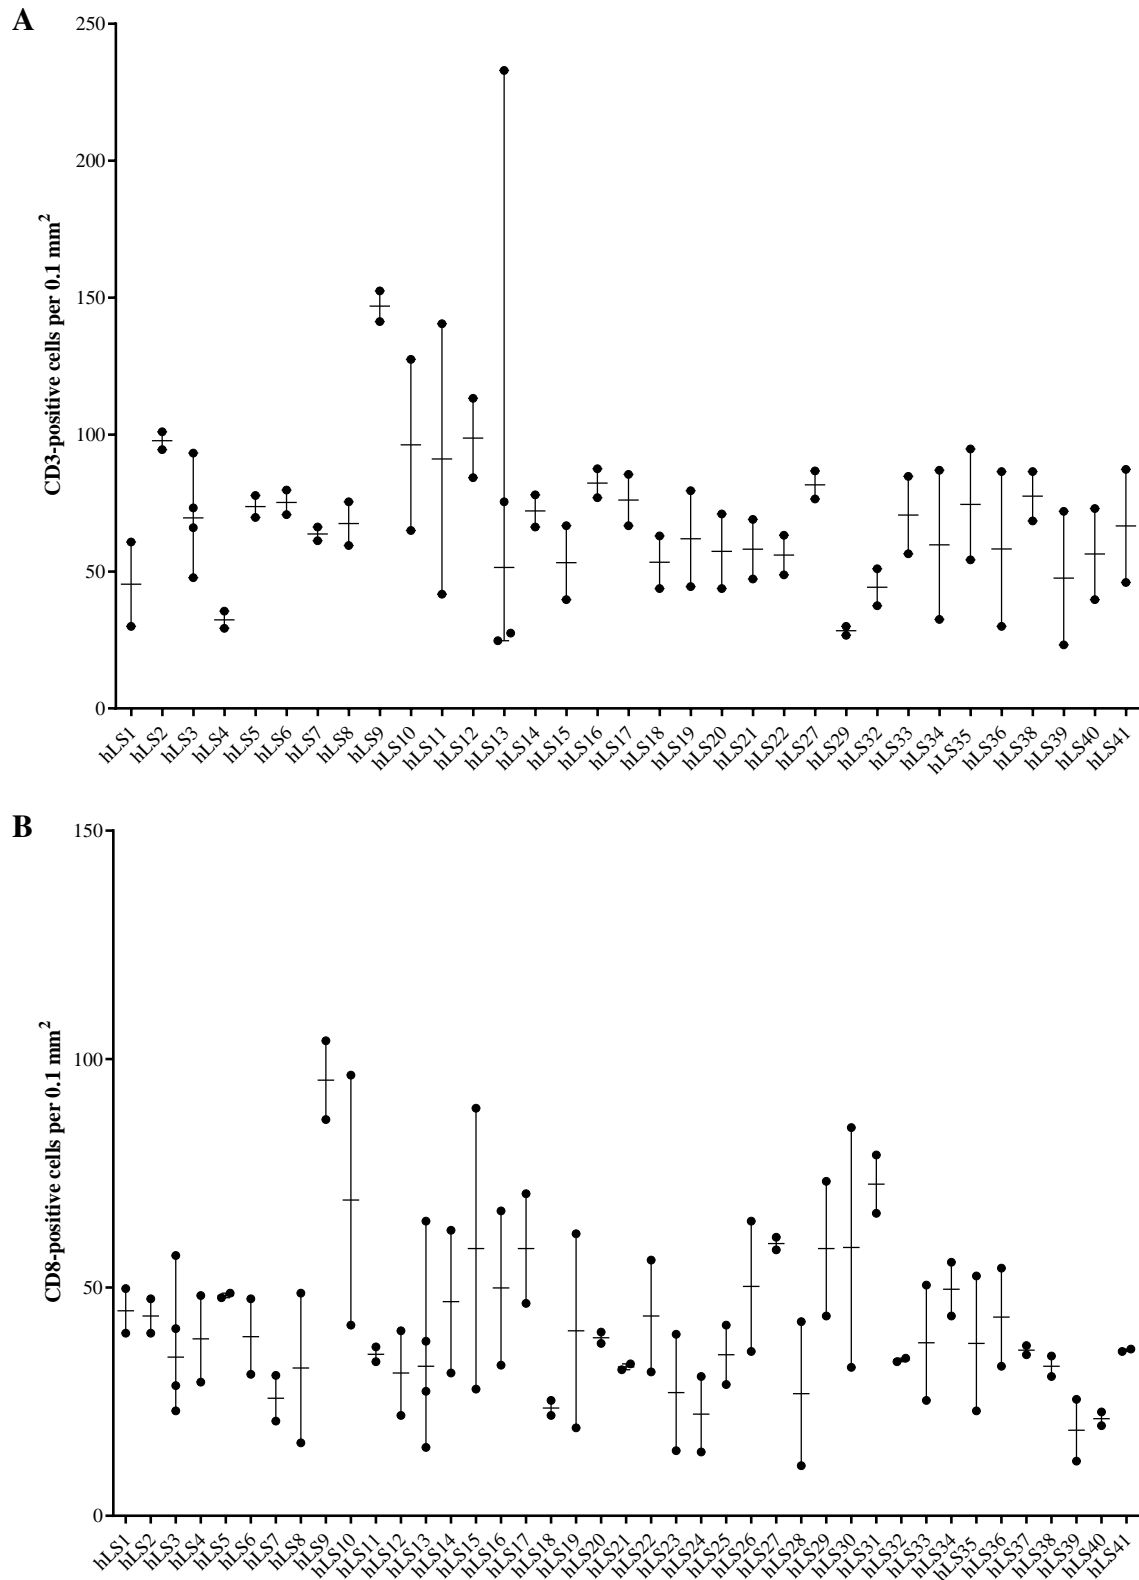 A
250
200
150
100
50
0
CD3-positive cells per 0.1 mm²
hLS1
hLS2
hLS3
hLS4
hLS5
hLS6
hLS7
hLS8
hLS9
hLS10
hLS11
hLS12
hLS13
hLS14
hLS15
hLS16
hLS17
hLS18
hLS19
hLS20
hLS21
hLS22
hLS27
hLS29
hLS32
hLS33
hLS34
hLS35
hLS36
hLS38
hLS39
hLS40
hLS41
B
150
100
50
0
CD8-positive cells per 0.1 mm²
hLS1
hLS2
hLS3
hLS4
hLS5
hLS6
hLS7
hLS8
hLS9
hLS10
hLS11
hLS12
hLS13
hLS14
hLS15
hLS16
hLS17
hLS18
hLS19
hLS20
hLS21
hLS22
hLS23
hLS24
hLS25
hLS26
hLS27
hLS28
hLS29
hLS30
hLS31
hLS32
hLS33
hLS34
hLS35
hLS36
hLS37
hLS38
hLS39
hLS40
hLS41